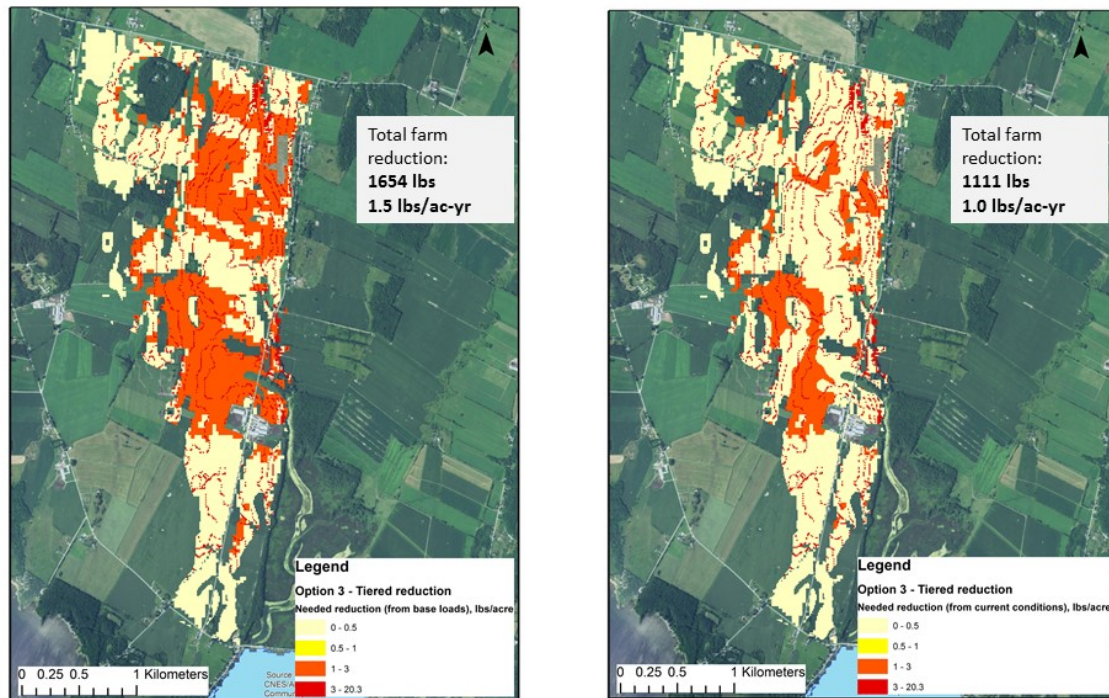 Total farm
reduction:
1654 lbs
1.5 lbs/ac-yr
Legend
Option 3 - Tiered reduction
Needed reduction (from base loads), lbs/acre
0 - 0.5
0.5 - 1
1 - 3
3 - 20.3
0 0.25 0.5 1 Kilometers
Source:
CNES/A
Commun
Total farm
reduction:
1111 lbs
1.0 lbs/ac-yr
Legend
Option 3 - Tiered reduction
Needed reduction (from current conditions), lbs/acre
0 - 0.5
0.5 - 1
1 - 3
3 - 20.3
0 0.25 0.5 1 Kilometers